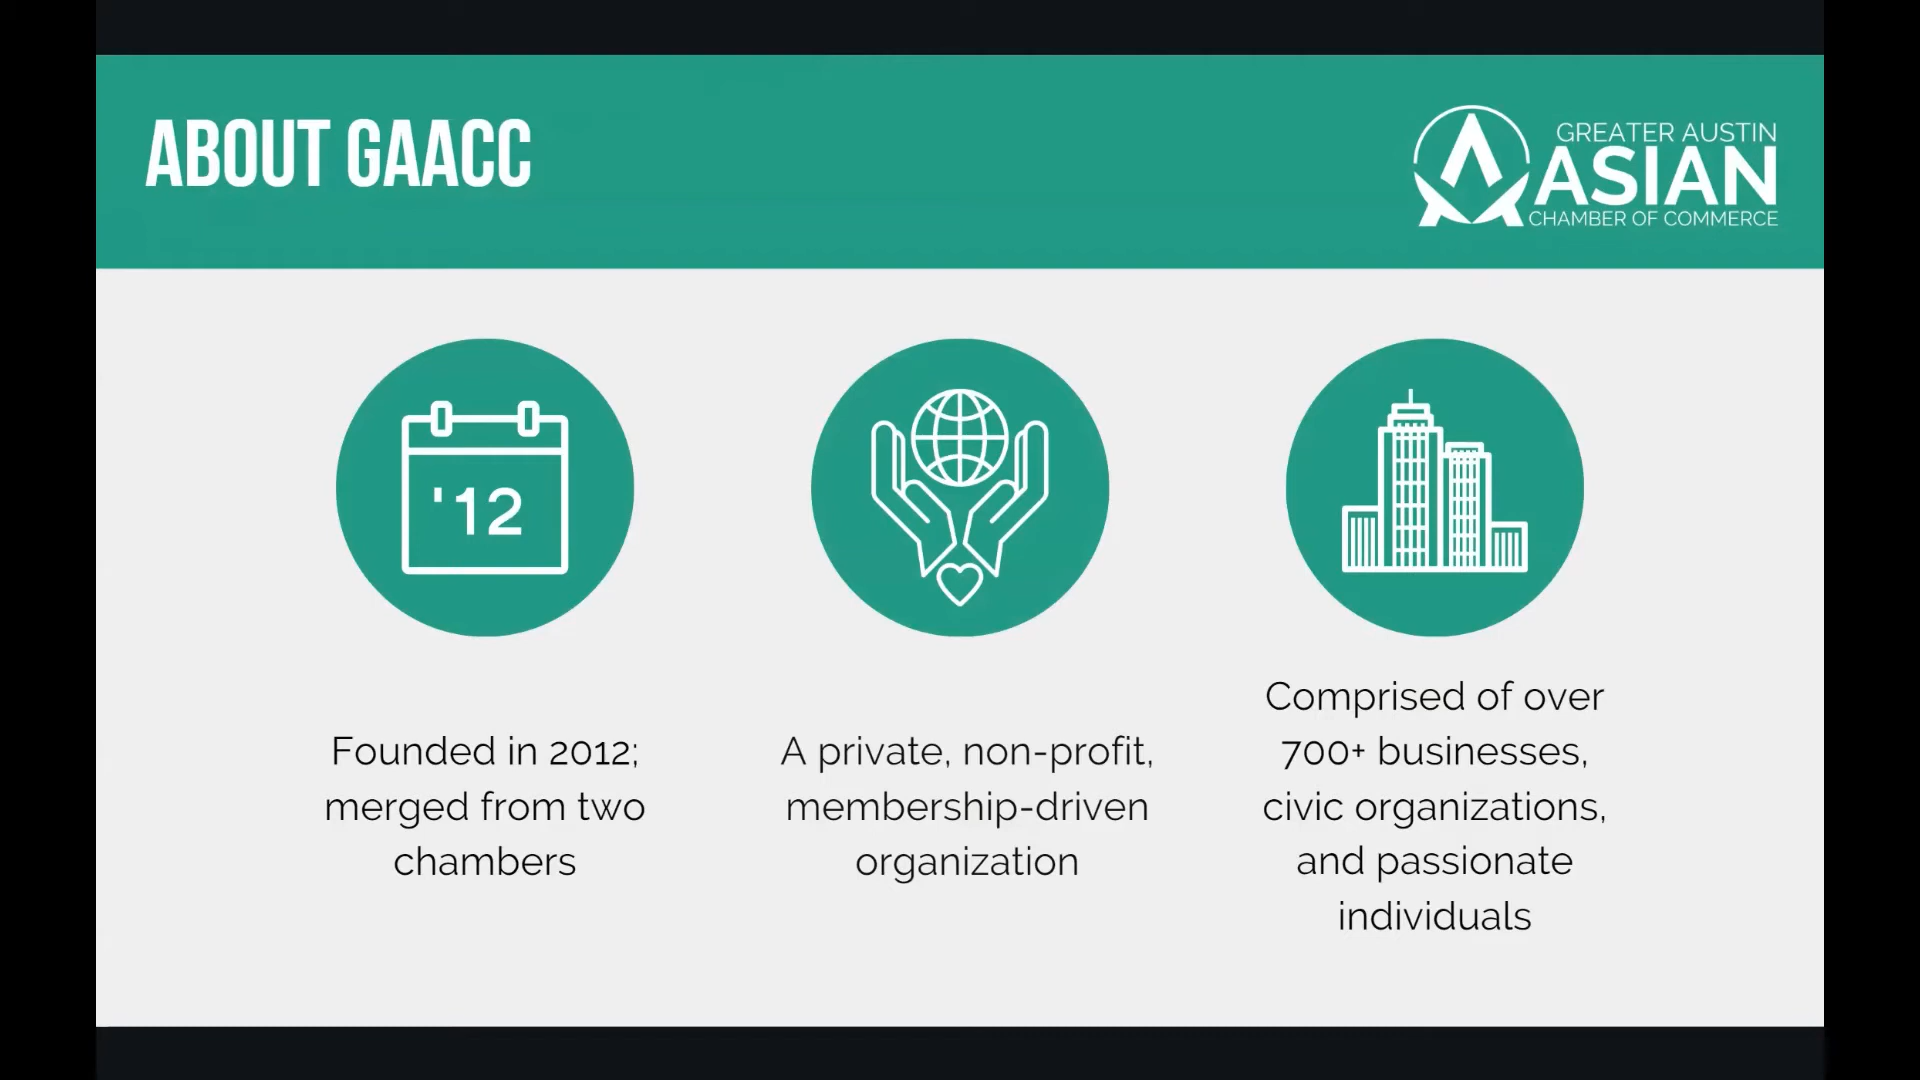 ABOUT GAACC
GREATER AUSTIN
ASIAN
CHAMBER OF COMMERCE
'12
Founded in 2012;
merged from two
chambers
A private, non-profit,
membership-driven
organization
Comprised of over
700+ businesses,
civic organizations,
and passionate
individuals